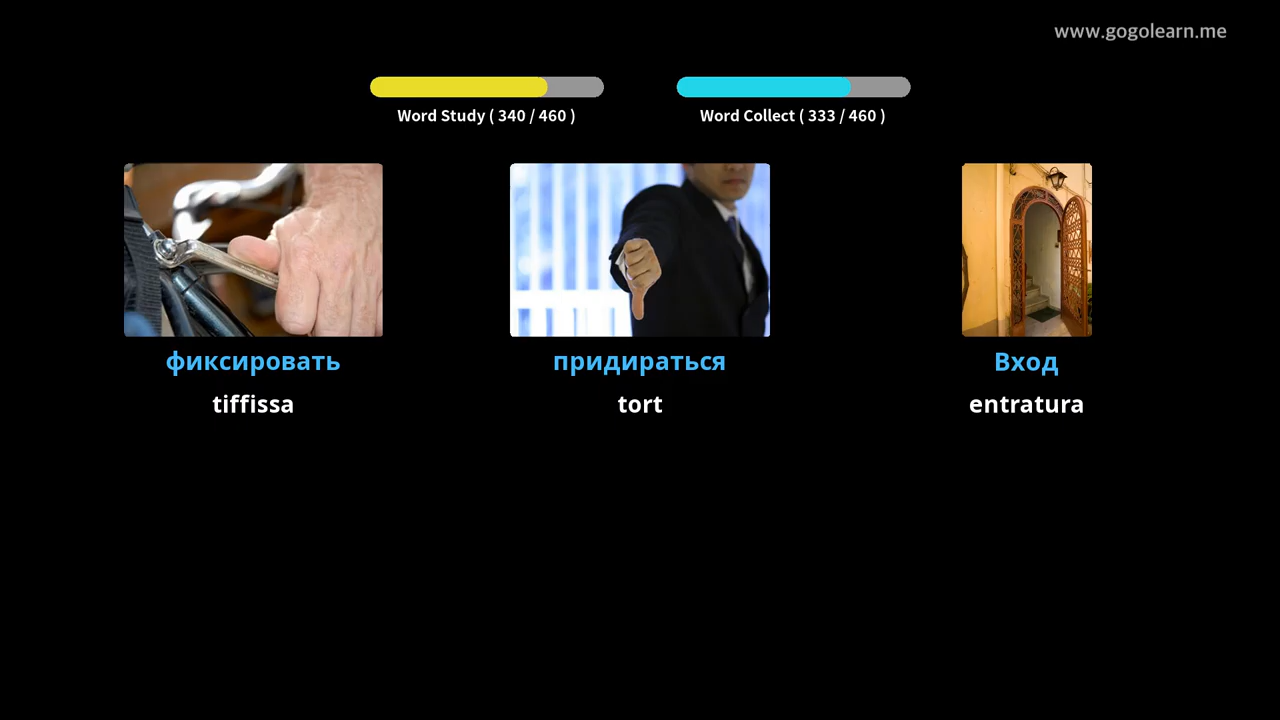 www.gogolearn.me
Word Study ( 340 / 460 )
Word Collect ( 333 / 460 )
фиксировать
придираться
Вход
tiffissa
tort
entratura